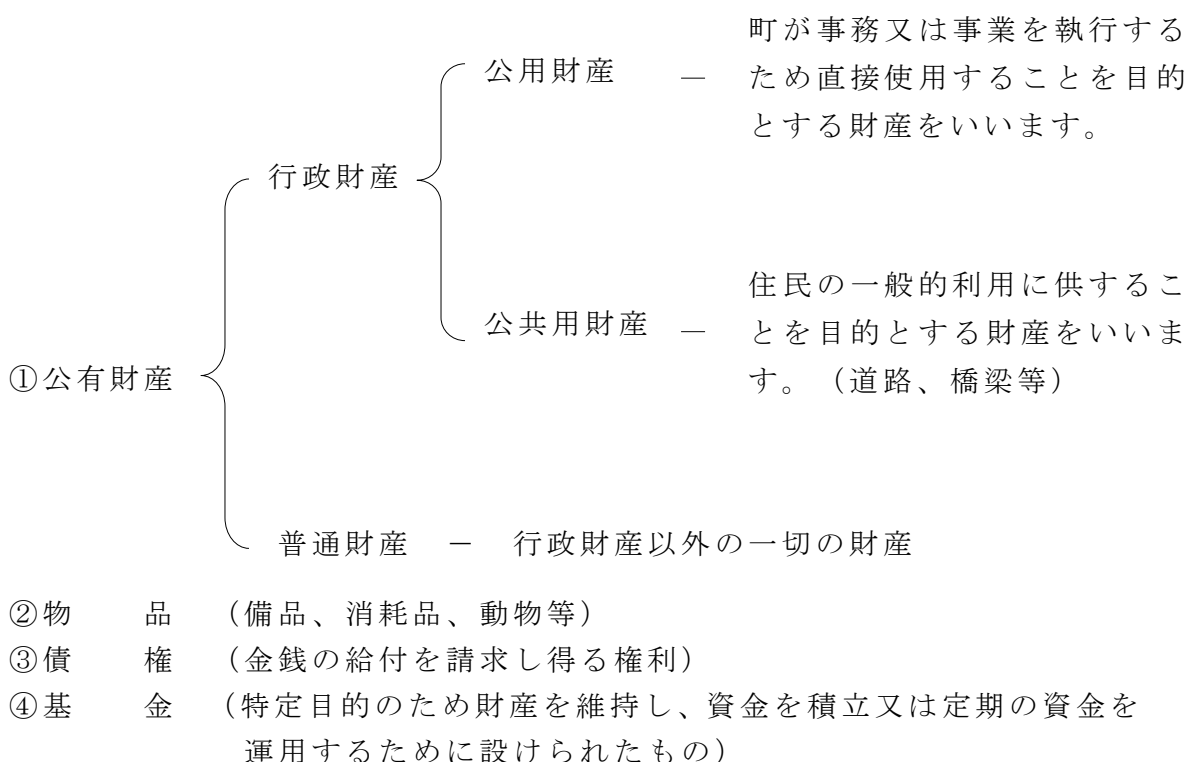 町が事務又は事業を執行する
公用財産 － ため直接使用することを目的
とする財産をいいます。
行政財産
住民の一般的利用に供するこ
公共用財産 － とを目的とする財産をいいま
①公有財産 す。（道路、橋梁等）
普通財産 － 行政財産以外の一切の財産
②物 品 （備品、消耗品、動物等）
③債 権 （金銭の給付を請求し得る権利）
④基 金 （特定目的のため財産を維持し、資金を積立又は定期の資金を
運用するために設けられたもの）